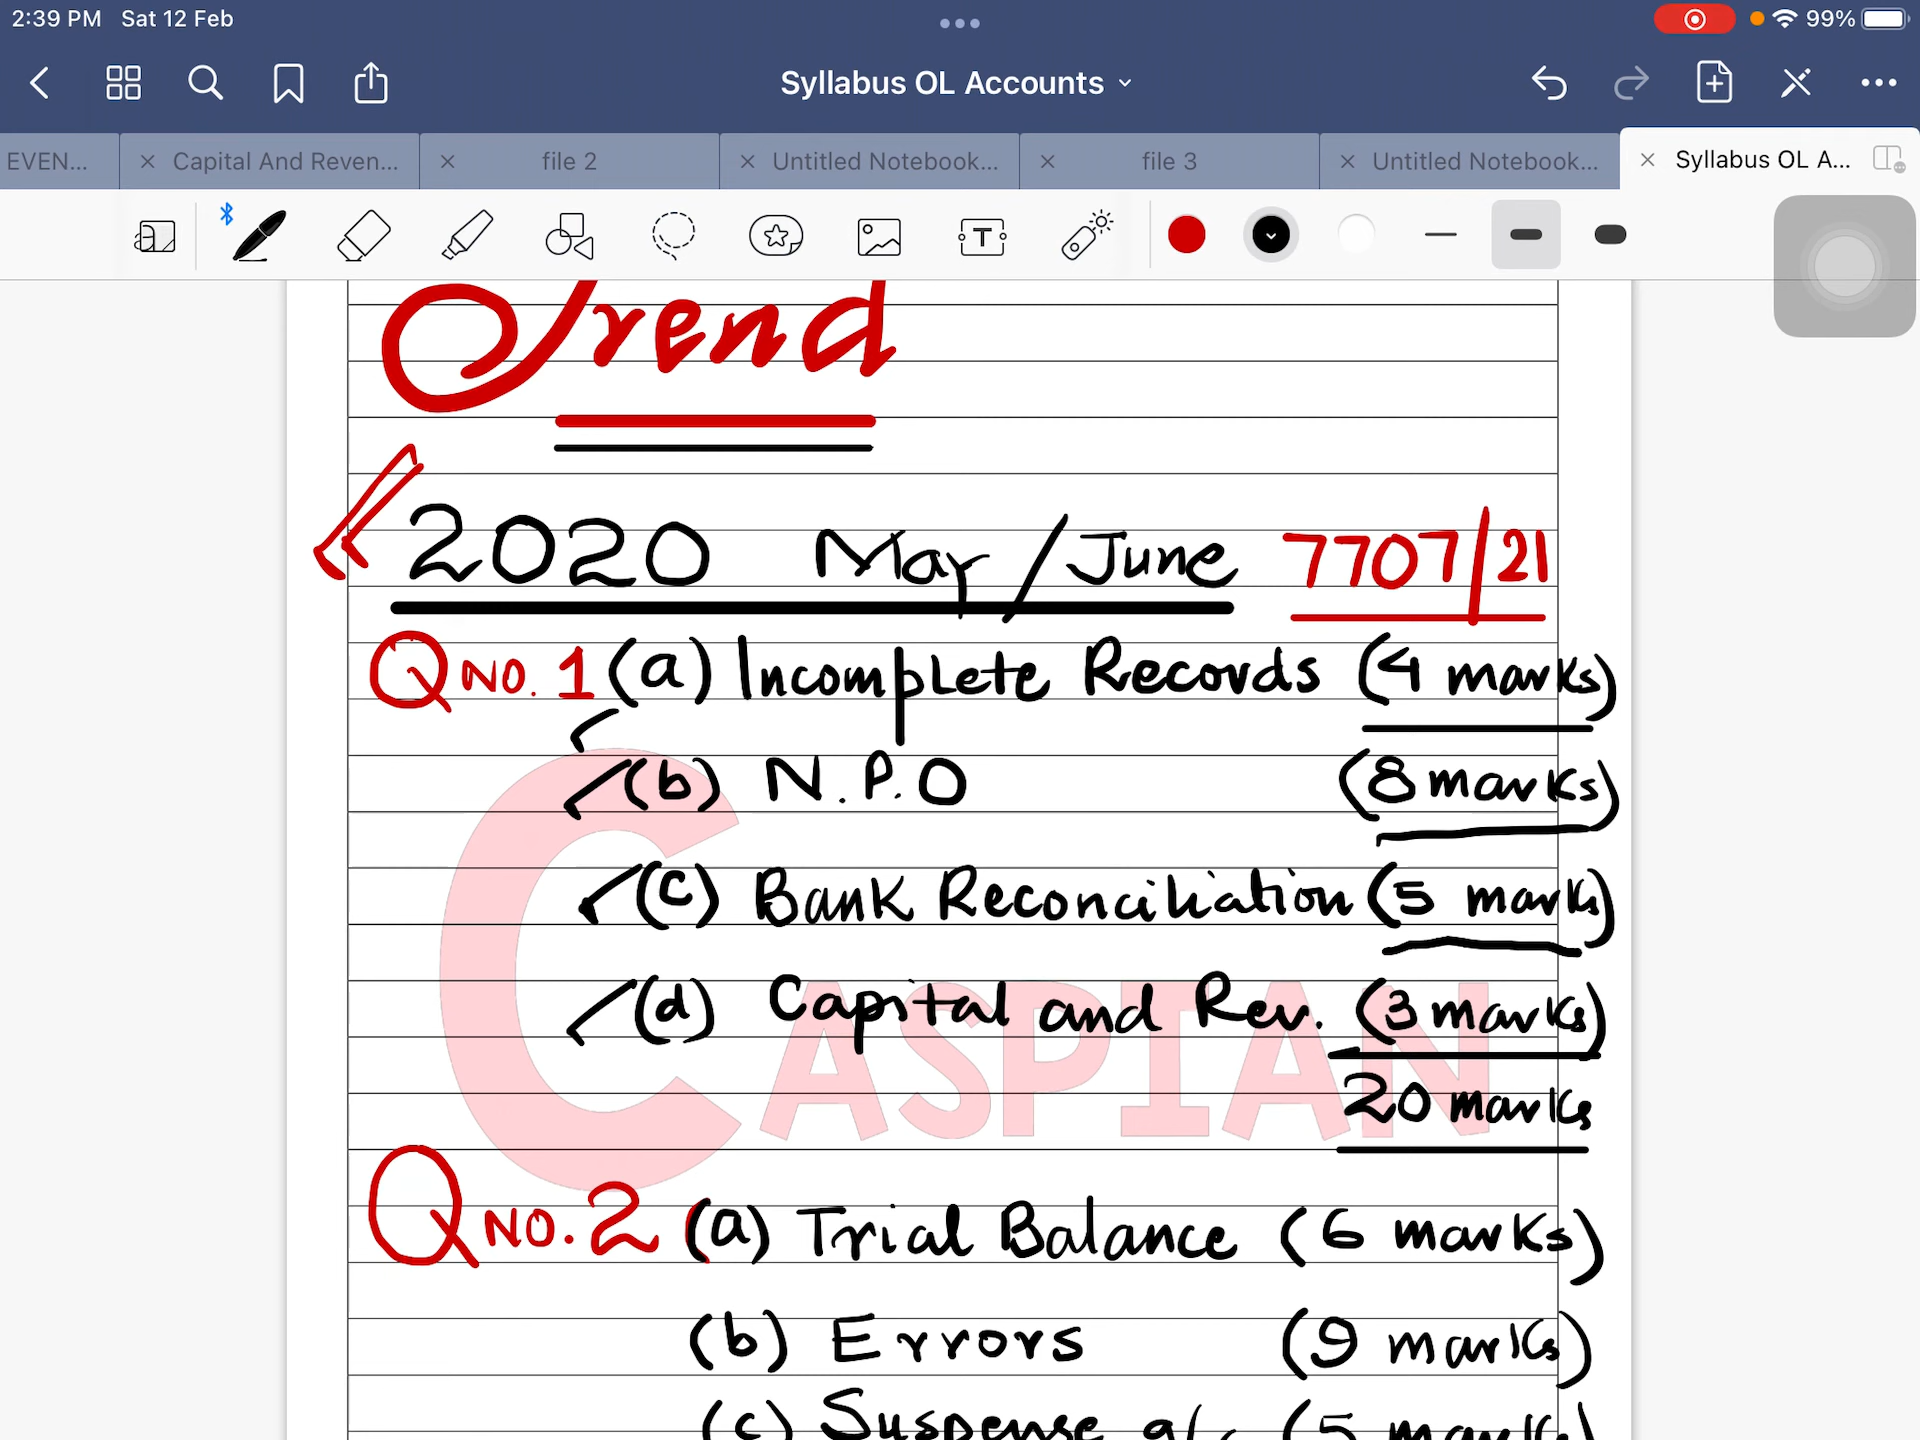 2:39 PM Sat 12 Feb
99%
Syllabus OL Accounts
EVEN...
Capital And Reven...
file 2
Untitled Notebook...
file 3
Untitled Notebook...
Syllabus OL A...
Trend
2020 May/June 7707/21
Q NO. 1 (a) Incomplete Records (4 marks)
(b) N.P.O (8 marks)
(c) Bank Reconciliation (5 marks)
(d) Capital and Rev. (3 marks)
CASPIAN
20 marks
Q NO. 2 (a) Trial Balance (6 marks)
(b) Errors (9 marks)
(c) Suspense a/c (5 marks)